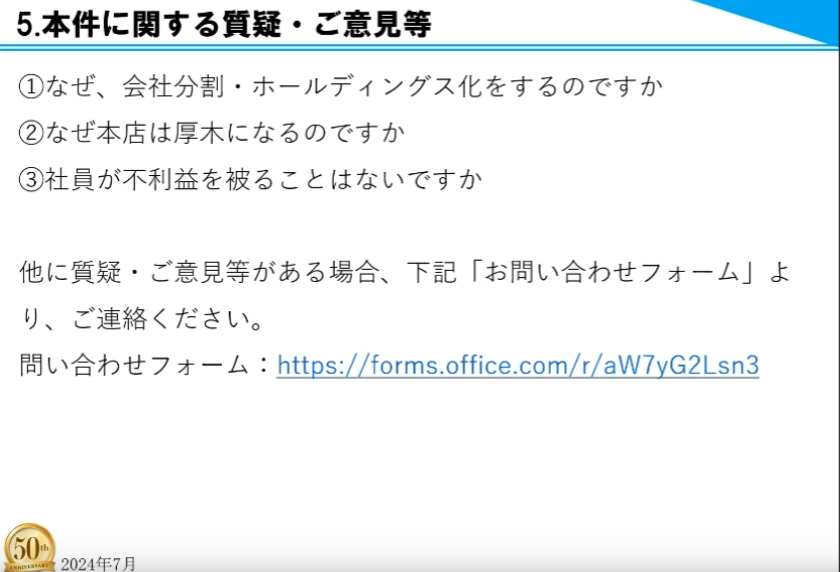 5.本件に関する質疑・ご意見等
①なぜ、会社分割・ホールディングス化をするのですか
②なぜ本店は厚木になるのですか
③社員が不利益を被ることはないですか
他に質疑・ご意見等がある場合、下記「お問い合わせフォーム」よ
り、ご連絡ください。
問い合わせフォーム：https://forms.office.com/r/aW7yG2Lsn3
50th
ANNIVERSARY
2024年7月